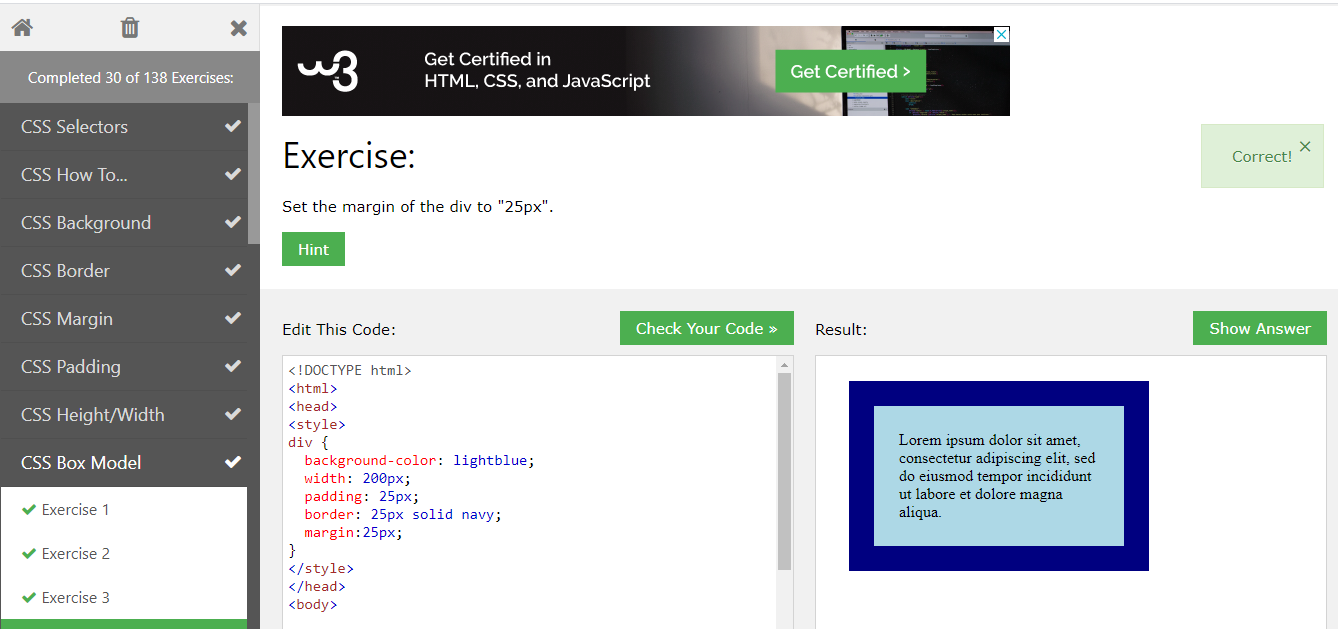 Completed 30 of 138 Exercises:
CSS Selectors
CSS How To...
CSS Background
CSS Border
CSS Margin
CSS Padding
CSS Height/Width
CSS Box Model
Exercise 1
Exercise 2
Exercise 3
w3
Get Certified in
HTML, CSS, and JavaScript
Get Certified >
Exercise:
Correct!
Set the margin of the div to "25px".
Hint
Edit This Code:
Check Your Code »
<!DOCTYPE html>
<html>
<head>
<style>
div {
  background-color: lightblue;
  width: 200px;
  padding: 25px;
  border: 25px solid navy;
  margin:25px;
}
</style>
</head>
<body>
Result:
Show Answer
Lorem ipsum dolor sit amet,
consectetur adipiscing elit, sed
do eiusmod tempor incididunt
ut labore et dolore magna
aliqua.